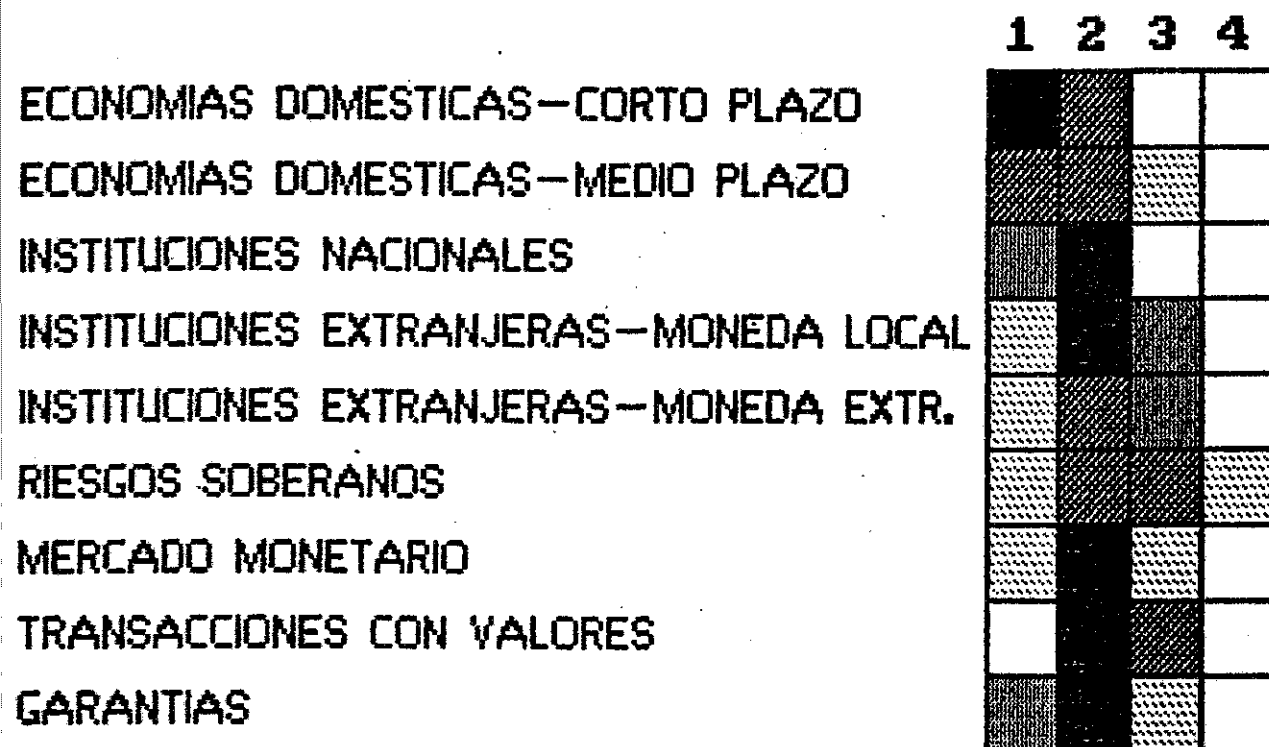 1 2 3 4
ECONOMIAS DOMESTICAS-CORTO PLAZO
ECONOMIAS DOMESTICAS-MEDIO PLAZO
INSTITUCIONES NACIONALES
INSTITUCIONES EXTRANJERAS-MONEDA LOCAL
INSTITUCIONES EXTRANJERAS-MONEDA EXTR.
RIESGOS SOBERANOS
MERCADO MONETARIO
TRANSACCIONES CON VALORES
GARANTIAS